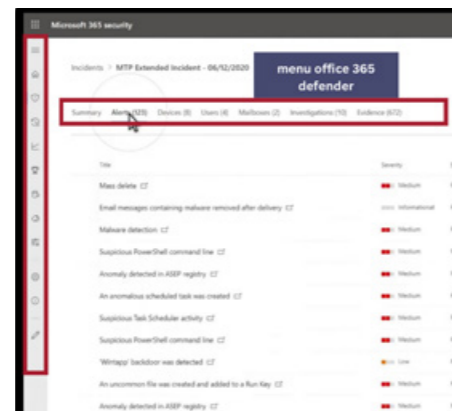 Microsoft 365 security
Incidents > MTP Extended Incident - 06/12/2020
menu office 365
defender
Summary Alerts (123) Devices (8) Users (4) Mailboxes (2) Investigations (10) Evidence (672)
Title Severity
Mass delete Medium
Email messages containing malware removed after delivery Informational
Malware detection Medium
Suspicious PowerShell command line Medium
Anomaly detected in ASEP registry Medium
An anomalous scheduled task was created Medium
Suspicious Task Scheduler activity Medium
Suspicious PowerShell command line Medium
'Wintapp' backdoor was detected Low
An uncommon file was created and added to a Run Key Medium
Anomaly detected in ASEP registry Medium